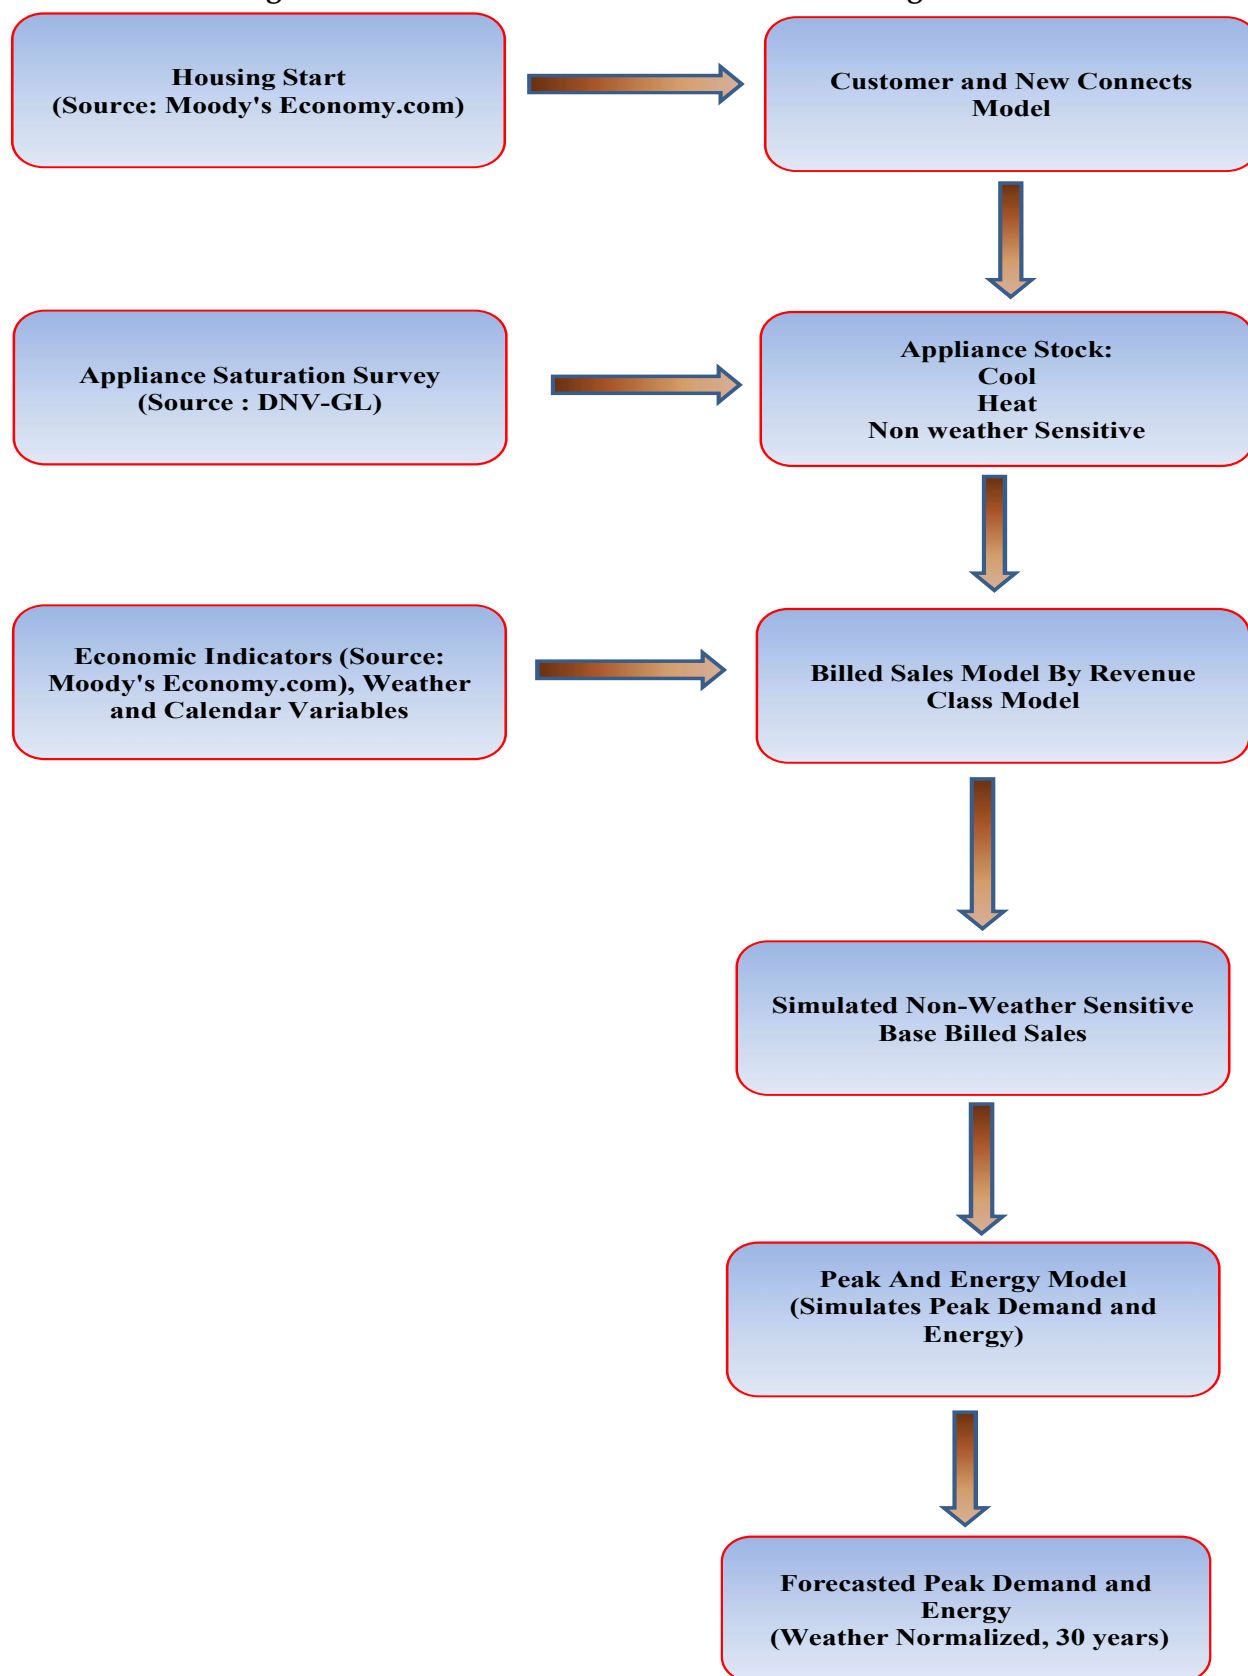 Housing Start
(Source: Moody's Economy.com)
Customer and New Connects
Model
Appliance Saturation Survey
(Source : DNV-GL)
Appliance Stock:
Cool
Heat
Non weather Sensitive
Economic Indicators (Source:
Moody's Economy.com), Weather
and Calendar Variables
Billed Sales Model By Revenue
Class Model
Simulated Non-Weather Sensitive
Base Billed Sales
Peak And Energy Model
(Simulates Peak Demand and
Energy)
Forecasted Peak Demand and
Energy
(Weather Normalized, 30 years)